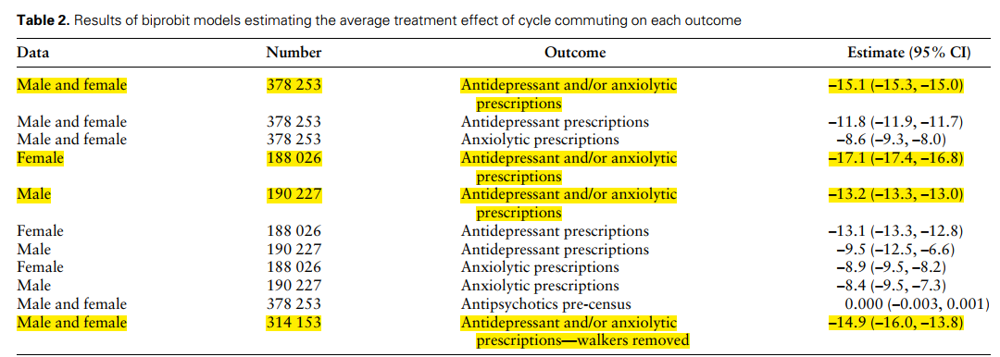 Table 2. Results of biprobit models estimating the average treatment effect of cycle commuting on each outcome
Data Number Outcome Estimate (95% CI)
Male and female 378 253 Antidepressant and/or anxiolytic –15.1 (–15.3, –15.0)
prescriptions
Male and female 378 253 Antidepressant prescriptions –11.8 (–11.9, –11.7)
Male and female 378 253 Anxiolytic prescriptions –8.6 (–9.3, –8.0)
Female 188 026 Antidepressant and/or anxiolytic –17.1 (–17.4, –16.8)
prescriptions
Male 190 227 Antidepressant and/or anxiolytic –13.2 (–13.3, –13.0)
prescriptions
Female 188 026 Antidepressant prescriptions –13.1 (–13.3, –12.8)
Male 190 227 Antidepressant prescriptions –9.5 (–12.5, –6.6)
Female 188 026 Anxiolytic prescriptions –8.9 (–9.5, –8.2)
Male 190 227 Anxiolytic prescriptions –8.4 (–9.5, –7.3)
Male and female 378 253 Antipsychotics pre-census 0.000 (–0.003, 0.001)
Male and female 314 153 Antidepressant and/or anxiolytic –14.9 (–16.0, –13.8)
prescriptions—walkers removed